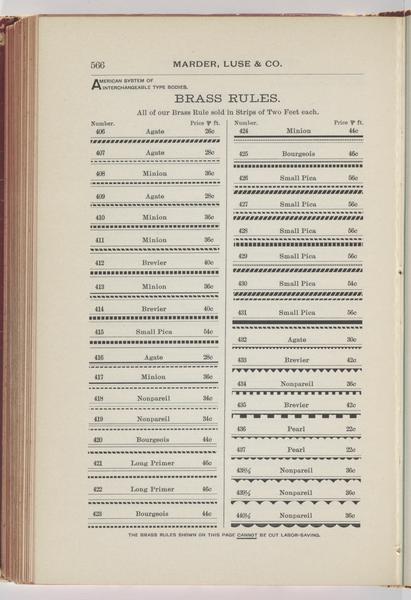 566
MARDER, LUSE & CO.
AMERICAN SYSTEM OF
INTERCHANGEABLE TYPE BODIES.
BRASS RULES.
All of our Brass Rule sold in Strips of Two Feet each.
Number. Price ⅌ ft.
406 Agate 26c
407 Agate 28c
408 Minion 36c
409 Agate 28c
410 Minion 36c
411 Minion 36c
412 Brevier 40c
413 Minion 36c
414 Brevier 40c
415 Small Pica 54c
416 Agate 28c
417 Minion 36c
418 Nonpareil 34c
419 Nonpareil 34c
420 Bourgeois 44c
421 Long Primer 46c
422 Long Primer 46c
423 Bourgeois 44c
Number. Price ⅌ ft.
424 Minion 44c
425 Bourgeois 46c
426 Small Pica 56c
427 Small Pica 56c
428 Small Pica 56c
429 Small Pica 56c
430 Small Pica 54c
431 Small Pica 56c
432 Agate 30c
433 Brevier 42c
434 Nonpareil 36c
435 Brevier 42c
436 Pearl 22c
437 Pearl 22c
438½ Nonpareil 36c
439½ Nonpareil 36c
440½ Nonpareil 36c
THE BRASS RULES SHOWN ON THIS PAGE CANNOT BE CUT LABOR-SAVING.